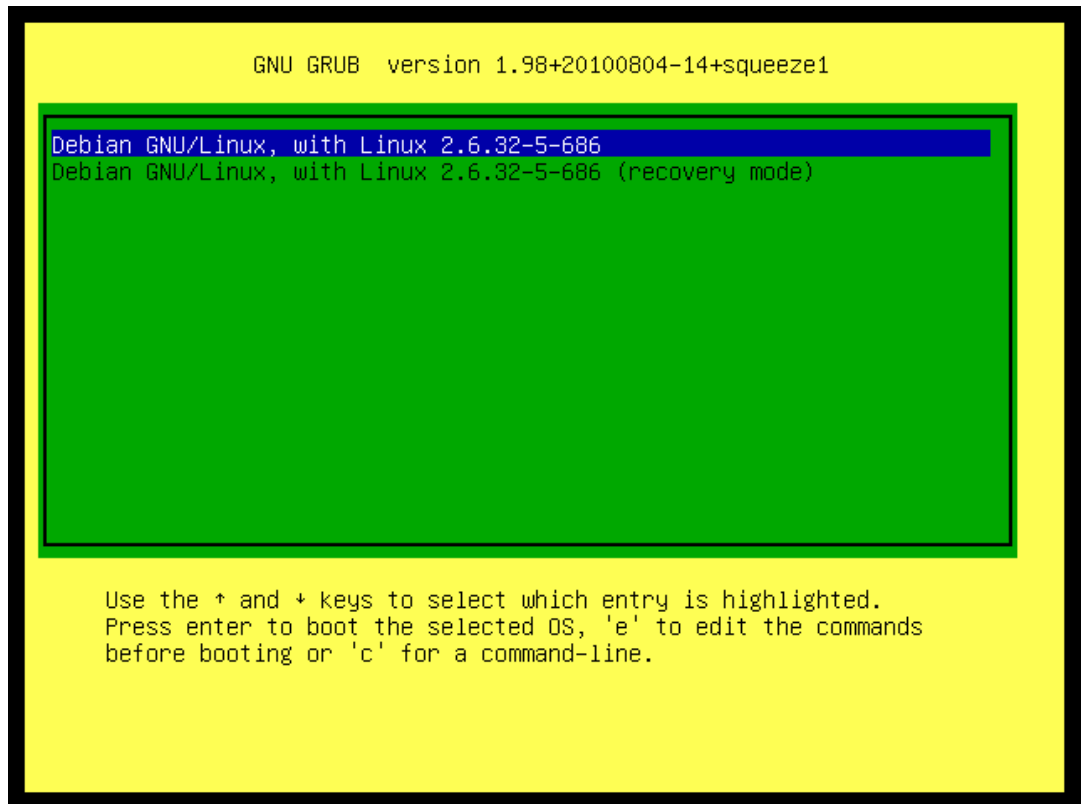 GNU GRUB  version 1.98+20100804-14+squeeze1
Debian GNU/Linux, with Linux 2.6.32-5-686
Debian GNU/Linux, with Linux 2.6.32-5-686 (recovery mode)
Use the ↑ and ↓ keys to select which entry is highlighted.
Press enter to boot the selected OS, 'e' to edit the commands
before booting or 'c' for a command-line.